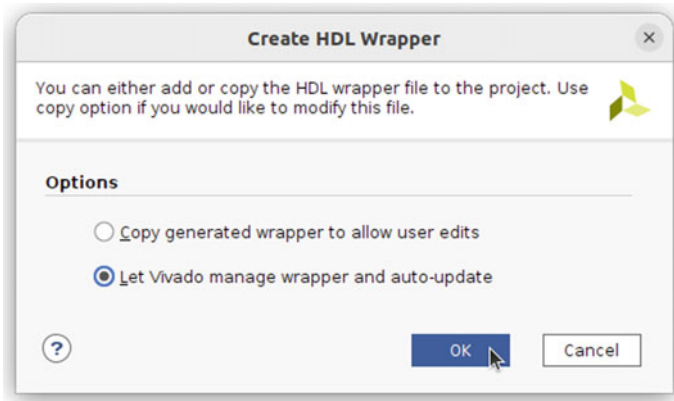 Create HDL Wrapper
You can either add or copy the HDL wrapper file to the project. Use
copy option if you would like to modify this file.
Options
Copy generated wrapper to allow user edits
Let Vivado manage wrapper and auto-update
?
OK
Cancel